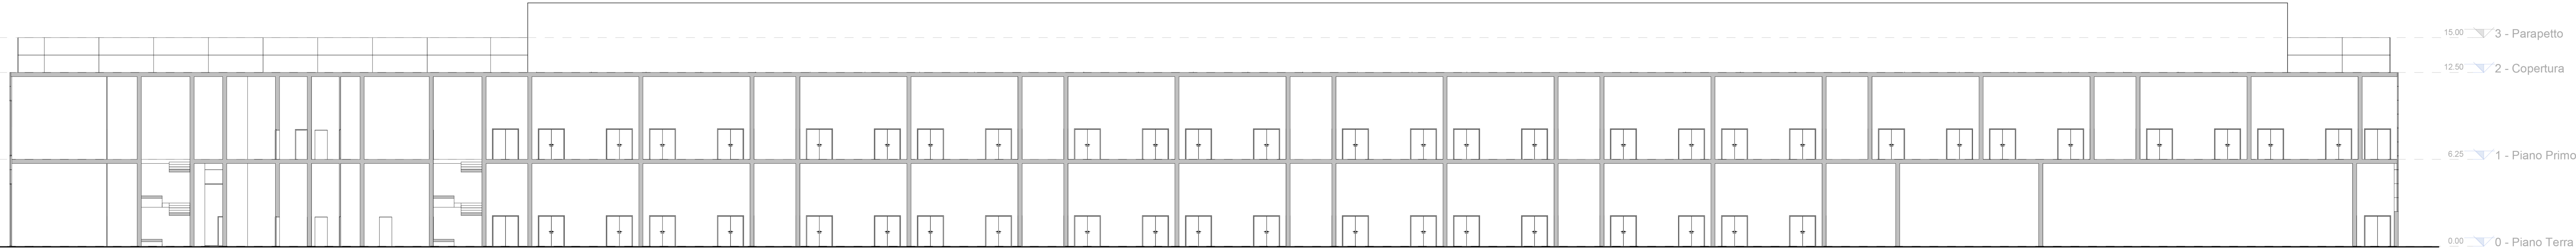 15.00 3 - Parapetto
12.50 2 - Copertura
6.25 1 - Piano Primo
0.00 0 - Piano Terra